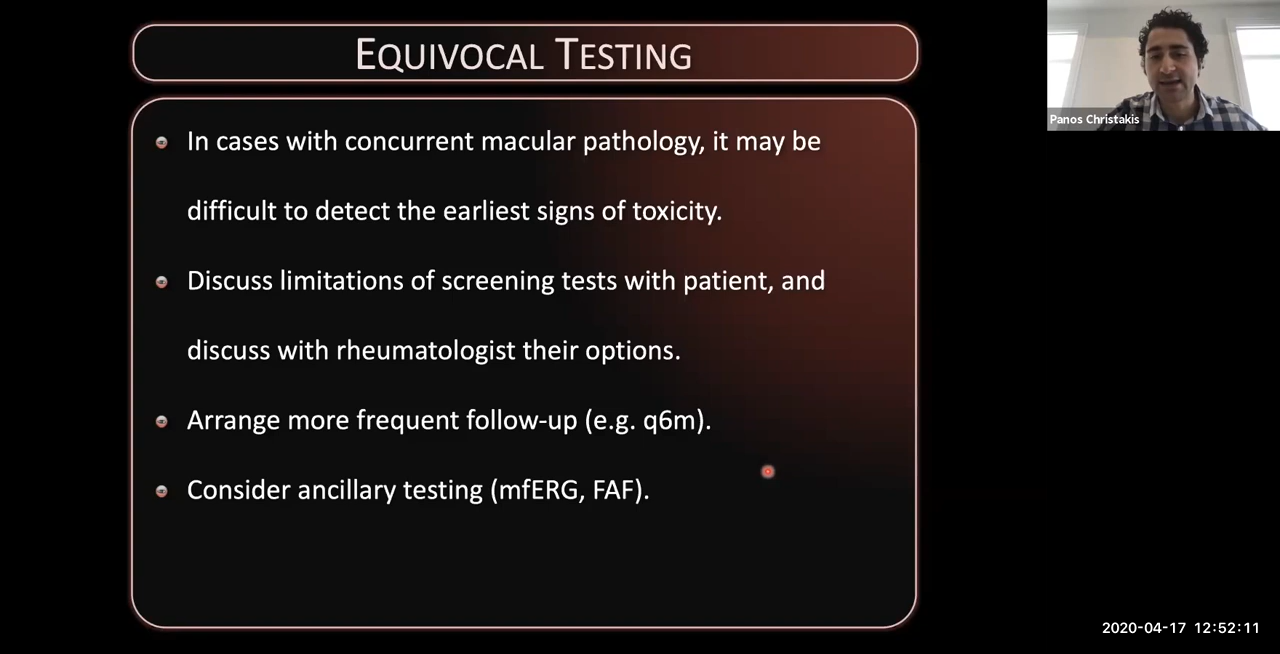 EQUIVOCAL TESTING
Panos Christakis
In cases with concurrent macular pathology, it may be
difficult to detect the earliest signs of toxicity.
Discuss limitations of screening tests with patient, and
discuss with rheumatologist their options.
Arrange more frequent follow-up (e.g. q6m).
Consider ancillary testing (mfERG, FAF).
2020-04-17 12:52:11